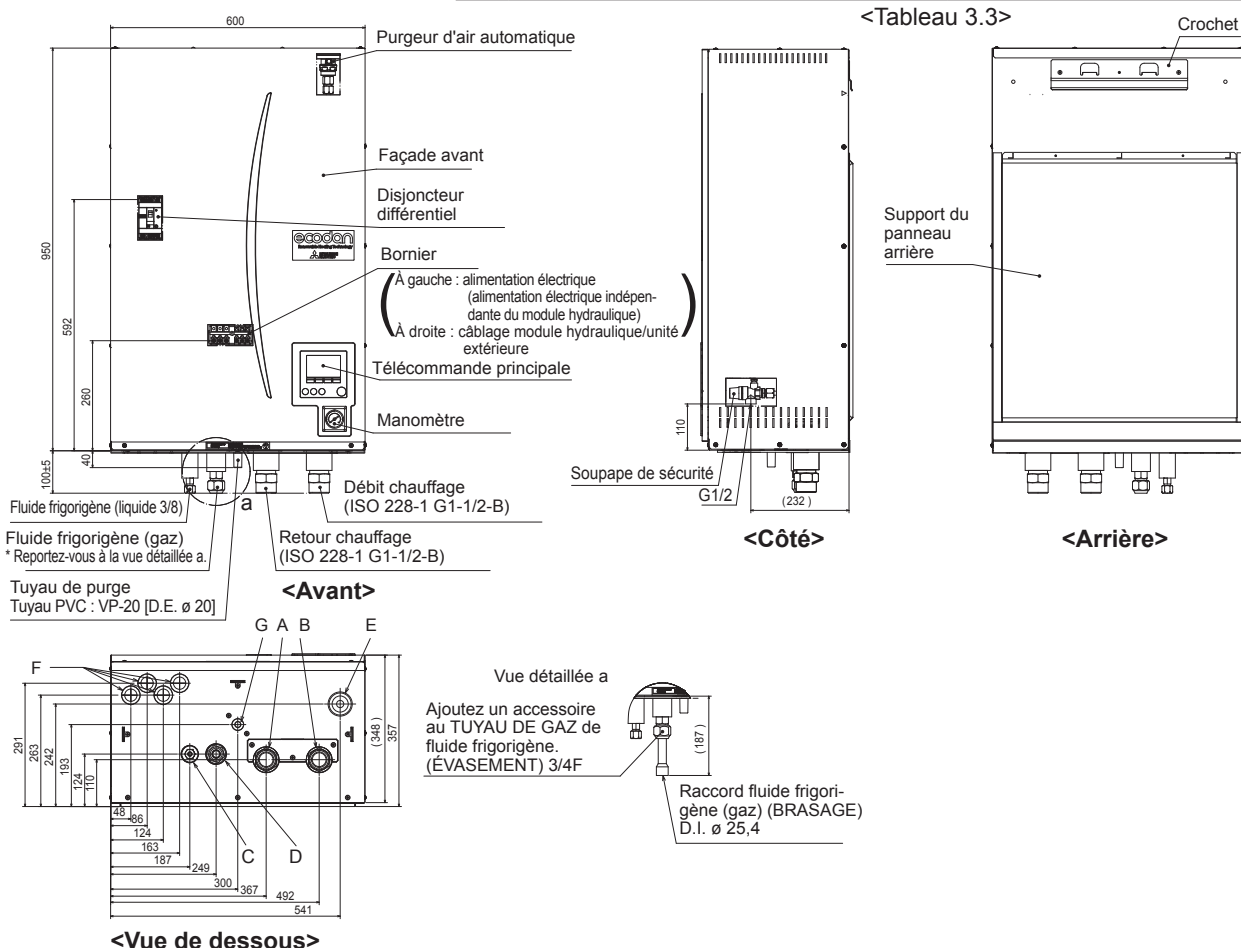 <Tableau 3.3>
600
Purgeur d'air automatique
Façade avant
Disjoncteur
différentiel
ecodan
Renewable Heating Technology
Bornier
À gauche : alimentation électrique
(alimentation électrique indépen-
dante du module hydraulique)
À droite : câblage module hydraulique/unité
extérieure
Télécommande principale
Manomètre
950
592
260
40
100±5
a
Fluide frigorigène (liquide 3/8)
Fluide frigorigène (gaz)
* Reportez-vous à la vue détaillée a.
Tuyau de purge
Tuyau PVC : VP-20 [D.E. ø 20]
Débit chauffage
(ISO 228-1 G1-1/2-B)
Retour chauffage
(ISO 228-1 G1-1/2-B)
<Avant>
110
Soupape de sécurité
G1/2
(232 )
<Côté>
Crochet
Support du
panneau
arrière
<Arrière>
G A B E
F
291
263
242
193
124
110
(348 )
357
48
86
124
163
187
249
300
367
492
541
C
D
<Vue de dessous>
Vue détaillée a
Ajoutez un accessoire
au TUYAU DE GAZ de
fluide frigorigène.
(ÉVASEMENT) 3/4F
(187 )
Raccord fluide frigori-
gène (gaz) (BRASAGE)
D.I. ø 25,4